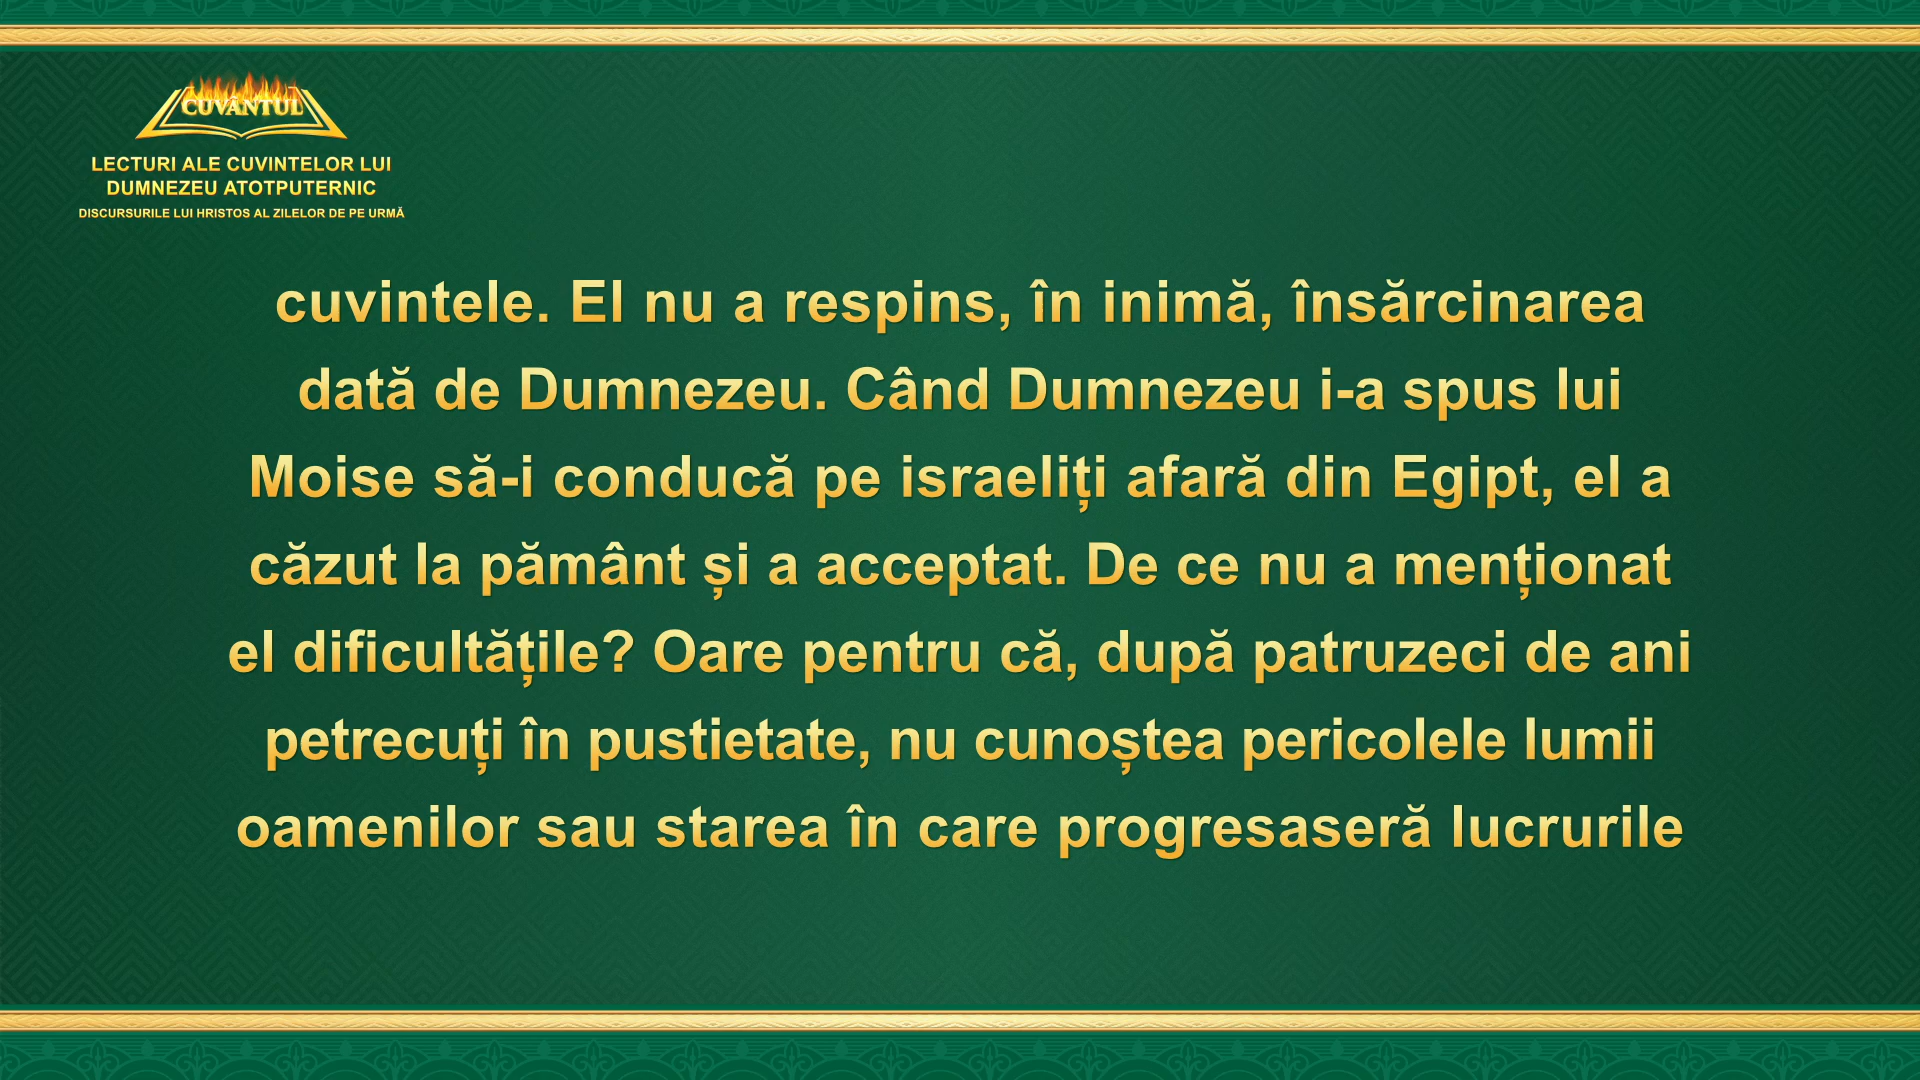 CUVÂNTUL
LECTURI ALE CUVINTELOR LUI
DUMNEZEU ATOTPUTERNIC
DISCURSURILE LUI HRISTOS AL ZILELOR DE PE URMĂ
cuvintele. El nu a respins, în inimă, însărcinarea
dată de Dumnezeu. Când Dumnezeu i-a spus lui
Moise să-i conducă pe israeliți afară din Egipt, el a
căzut la pământ și a acceptat. De ce nu a menționat
el dificultățile? Oare pentru că, după patruzeci de ani
petrecuți în pustietate, nu cunoștea pericolele lumii
oamenilor sau starea în care progresaseră lucrurile